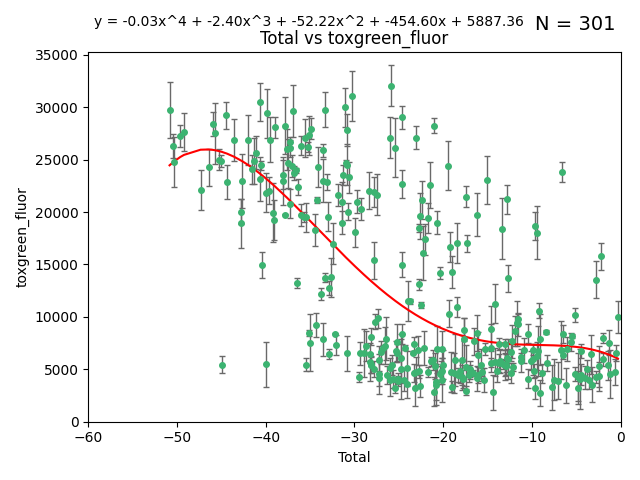 y = -0.03x^4 + -2.40x^3 + -52.22x^2 + -454.60x + 5887.36 N = 301
Total vs toxgreen_fluor
35000
30000
25000
20000
15000
10000
5000
0
toxgreen_fluor
−60 −50 −40 −30 −20 −10 0
Total